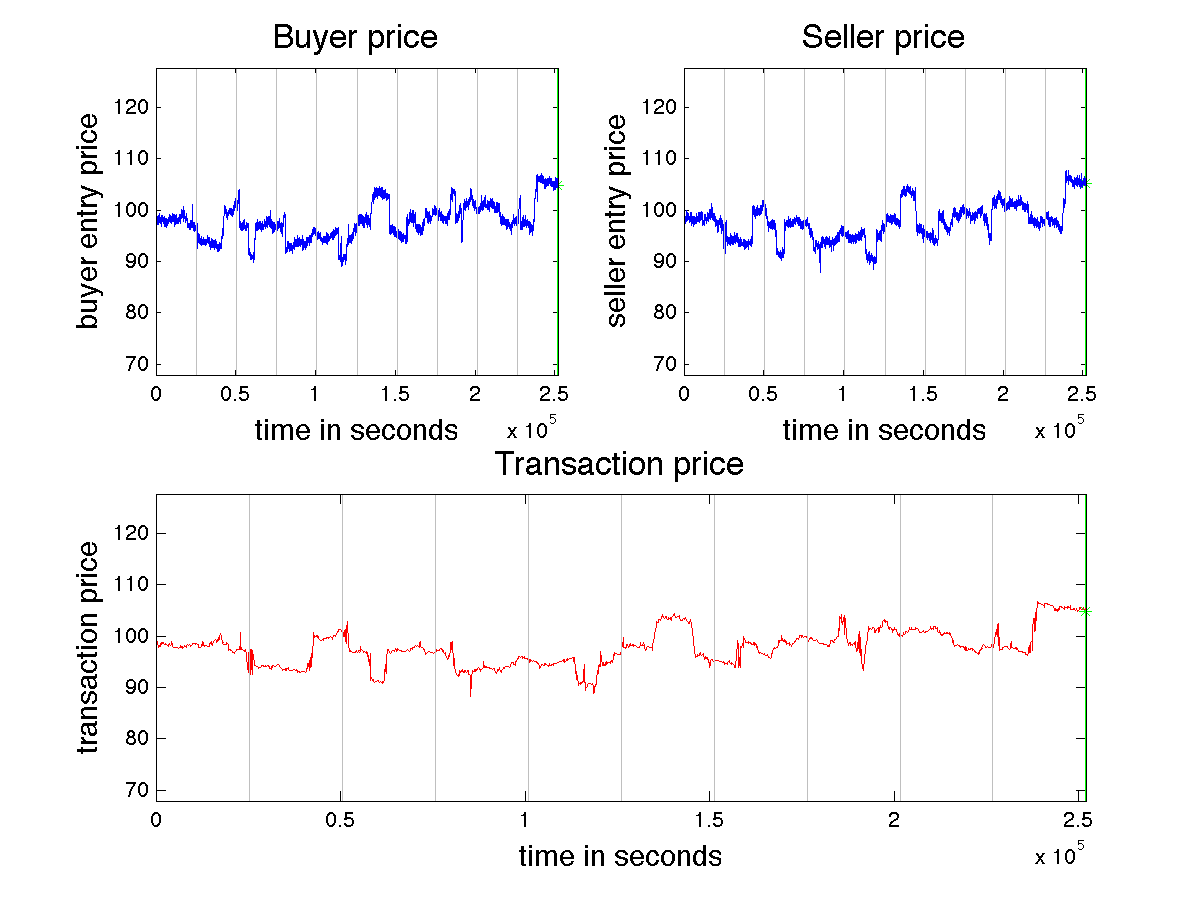 Buyer price
buyer entry price
120
110
100
90
80
70
0 0.5 1 1.5 2 2.5
x 10^5
time in seconds
Seller price
seller entry price
120
110
100
90
80
70
0 0.5 1 1.5 2 2.5
x 10^5
time in seconds
Transaction price
transaction price
120
110
100
90
80
70
0 0.5 1 1.5 2 2.5
x 10^5
time in seconds